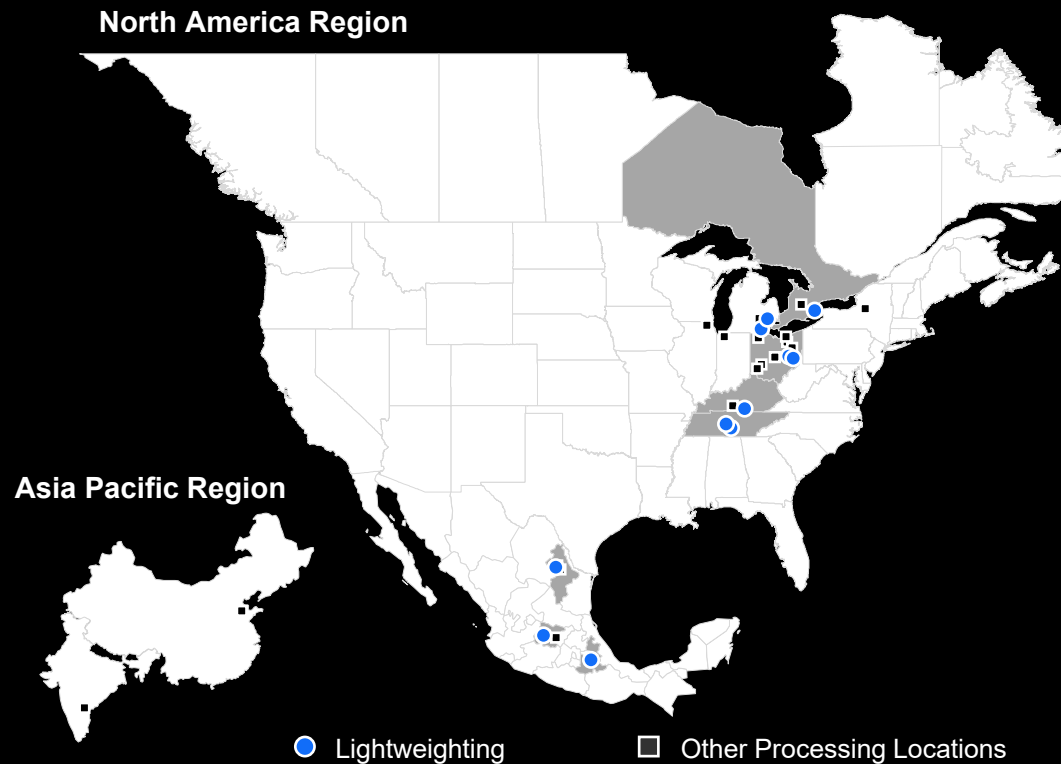 North America Region
Asia Pacific Region
Lightweighting
Other Processing Locations